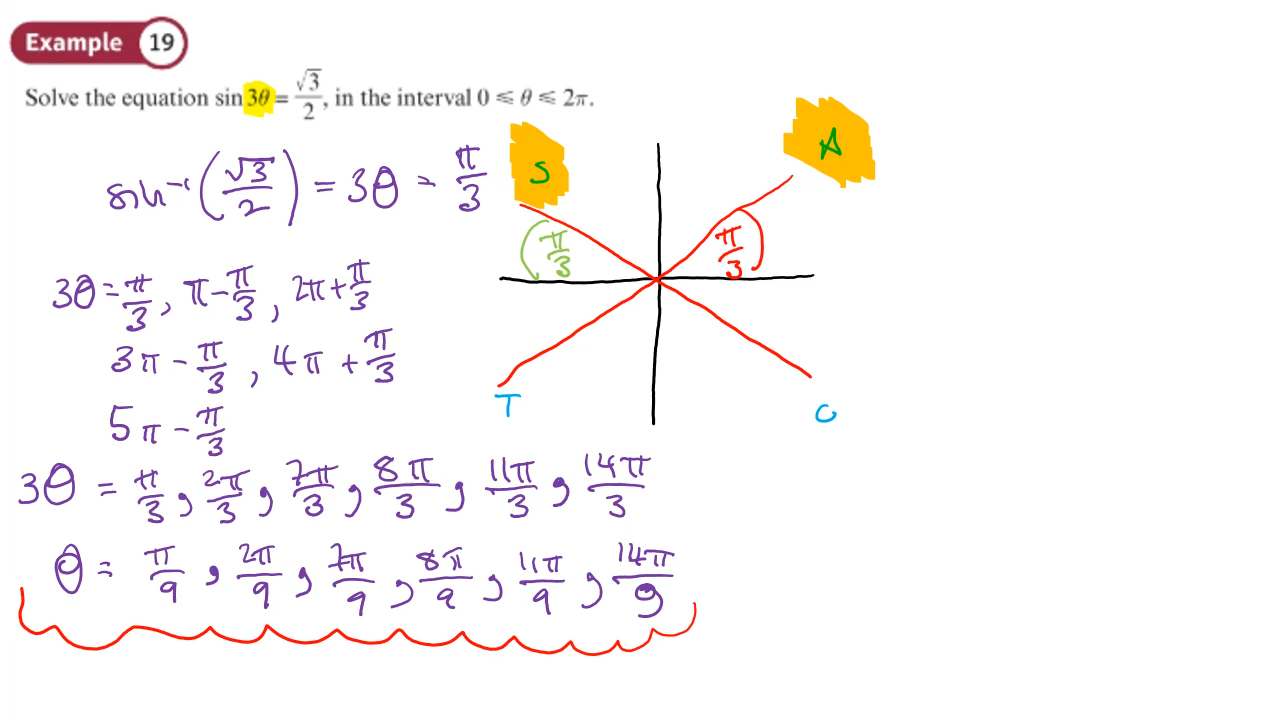 Example 19
Solve the equation sin 3θ = √3/2, in the interval 0 ⩽ θ ⩽ 2π.
sin⁻¹(√3/2) = 3θ = π/3
S
A
π/3
π/3
3θ = π/3, π - π/3, 2π + π/3
3π - π/3, 4π + π/3
T
C
5π - π/3
3θ = π/3, 2π/3, 7π/3, 8π/3, 11π/3, 14π/3
θ = π/9, 2π/9, 7π/9, 8π/9, 11π/9, 14π/9